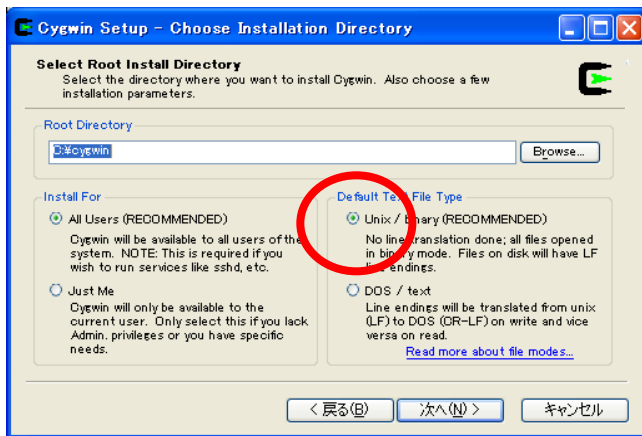 Cygwin Setup - Choose Installation Directory
Select Root Install Directory
Select the directory where you want to install Cygwin. Also choose a few
installation parameters.
Root Directory
C:¥cygwin
Browse...
Install For
All Users (RECOMMENDED)
Cygwin will be available to all users of the
system. NOTE: This is required if you
wish to run services like sshd, etc.
Just Me
Cygwin will only be available to the
current user. Only select this if you lack
Admin. privileges or you have specific
needs.
Default Text File Type
Unix / binary (RECOMMENDED)
No line translation done; all files opened
in binary mode. Files on disk will have LF
line endings.
DOS / text
Line endings will be translated from unix
(LF) to DOS (CR-LF) on write and vice
versa on read.
Read more about file modes...
< 戻る(B)
次へ(N) >
キャンセル